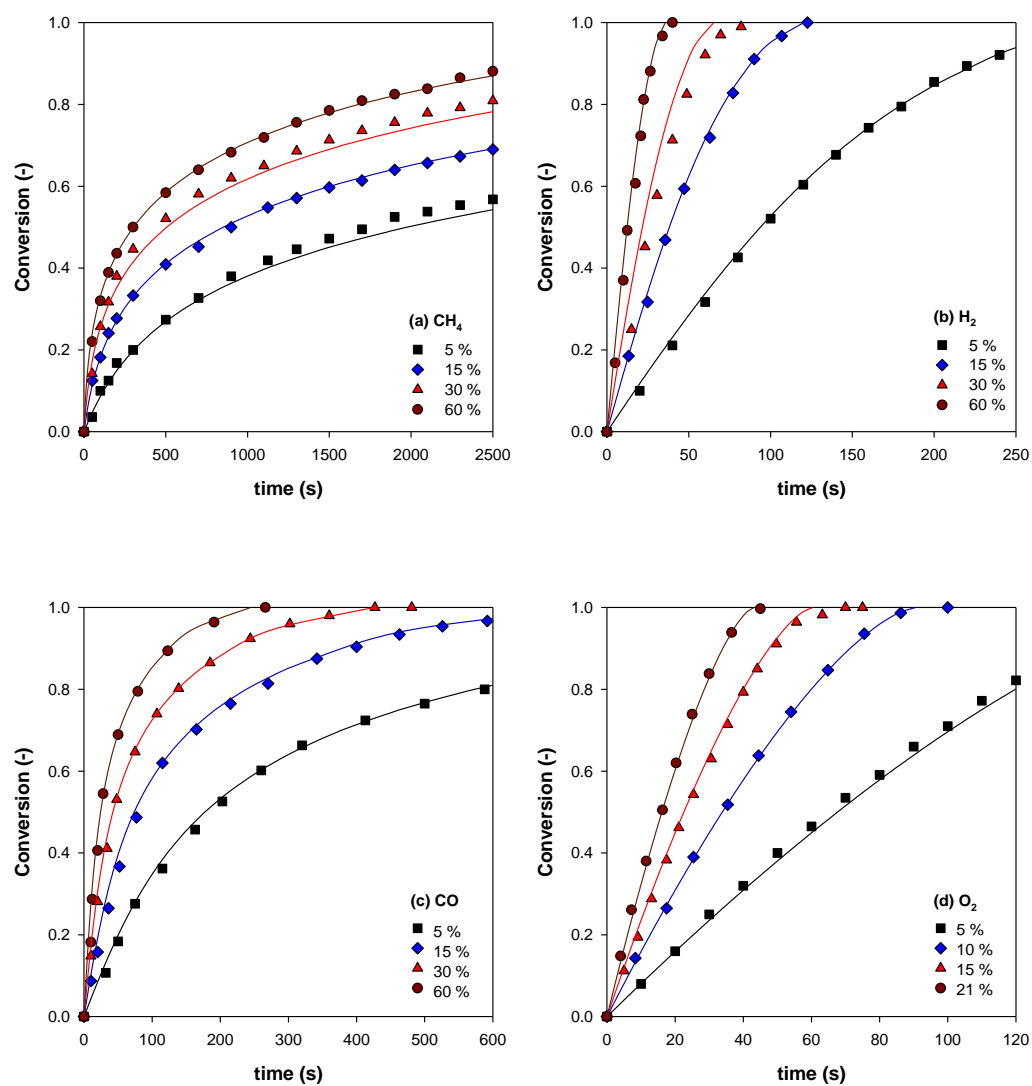 Conversion (-)
1.0
0.8
0.6
0.4
0.2
0.0
0 500 1000 1500 2000 2500
time (s)
(a) CH₄
5 %
15 %
30 %
60 %
Conversion (-)
1.0
0.8
0.6
0.4
0.2
0.0
0 50 100 150 200 250
time (s)
(b) H₂
5 %
15 %
30 %
60 %
Conversion (-)
1.0
0.8
0.6
0.4
0.2
0.0
0 100 200 300 400 500 600
time (s)
(c) CO
5 %
15 %
30 %
60 %
Conversion (-)
1.0
0.8
0.6
0.4
0.2
0.0
0 20 40 60 80 100 120
time (s)
(d) O₂
5 %
10 %
15 %
21 %